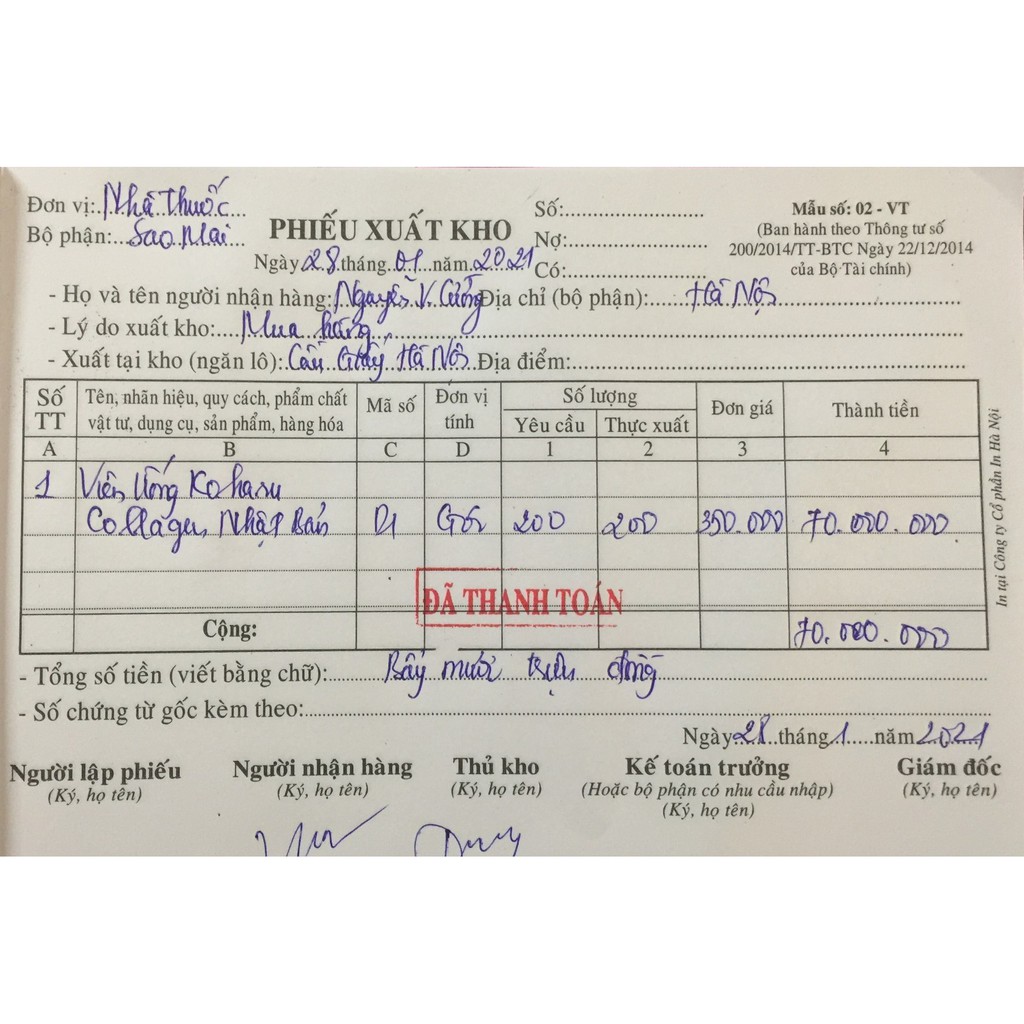 Đơn vị:..Nhà Thuốc...
Bộ phận:...Sao Mai...
PHIẾU XUẤT KHO
Ngày 28 tháng 01 năm 2021
Số:
Nợ:
Có:
Mẫu số: 02 - VT
(Ban hành theo Thông tư số
200/2014/TT-BTC Ngày 22/12/2014
của Bộ Tài chính)
- Họ và tên người nhận hàng: Nguyễn V. Cường Địa chỉ (bộ phận): Hà Nội
- Lý do xuất kho: Mua hàng
- Xuất tại kho (ngăn lô): Cầu Giấy, Hà Nội Địa điểm:
Số TT Tên, nhãn hiệu, quy cách, phẩm chất vật tư, dụng cụ, sản phẩm, hàng hóa Mã số Đơn vị tính Số lượng Đơn giá Thành tiền
Yêu cầu Thực xuất
A B C D 1 2 3 4
1 Viên Uống Kohasu
Collagen Nhật Bản 01 Gói 200 200 350.000 70.000.000
ĐÃ THANH TOÁN
Cộng: 70.000.000
- Tổng số tiền (viết bằng chữ): Bảy mươi triệu đồng
- Số chứng từ gốc kèm theo:
Ngày 28 tháng 1 năm 2021
Người lập phiếu Người nhận hàng Thủ kho Kế toán trưởng Giám đốc
(Ký, họ tên) (Ký, họ tên) (Ký, họ tên) (Hoặc bộ phận có nhu cầu nhập) (Ký, họ tên)
(Ký, họ tên)
In tại Công ty Cổ phần In Hà Nội